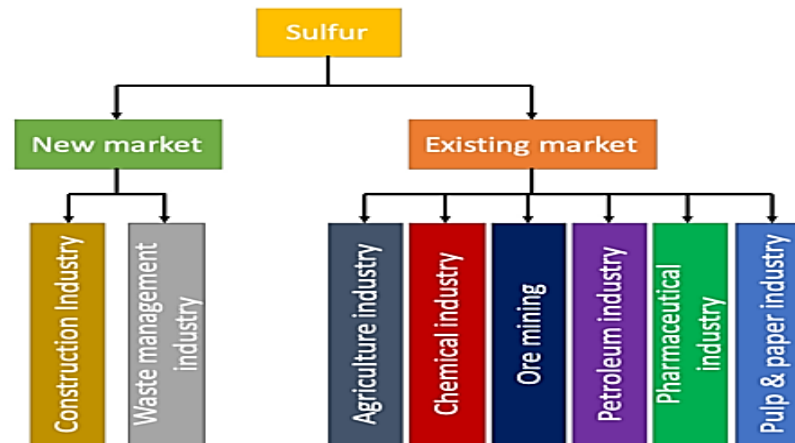 Sulfur
New market
Existing market
Construction Industry
Waste management
industry
Agriculture industry
Chemical industry
Ore mining
Petroleum industry
Pharmaceutical
industry
Pulp & paper industry